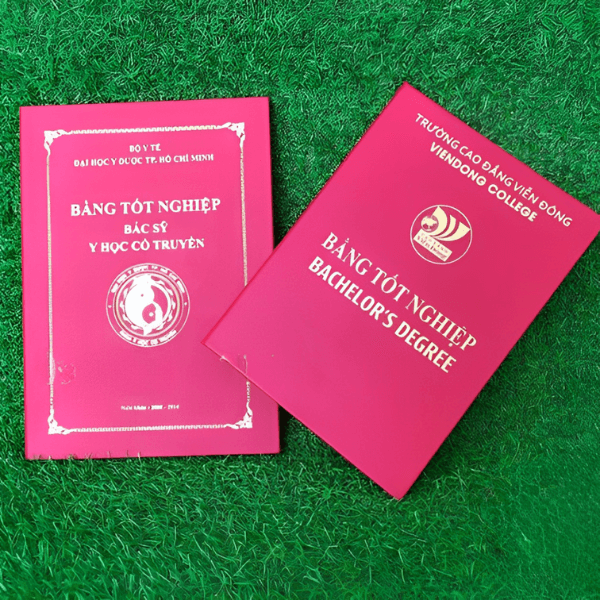 BỘ Y TẾ
ĐẠI HỌC Y DƯỢC TP. HỒ CHÍ MINH
BẰNG TỐT NGHIỆP
BÁC SỸ
Y HỌC CỔ TRUYỀN
TRƯỜNG CAO ĐẲNG VIỄN ĐÔNG
VIENDONG COLLEGE
BẰNG TỐT NGHIỆP
BACHELOR'S DEGREE